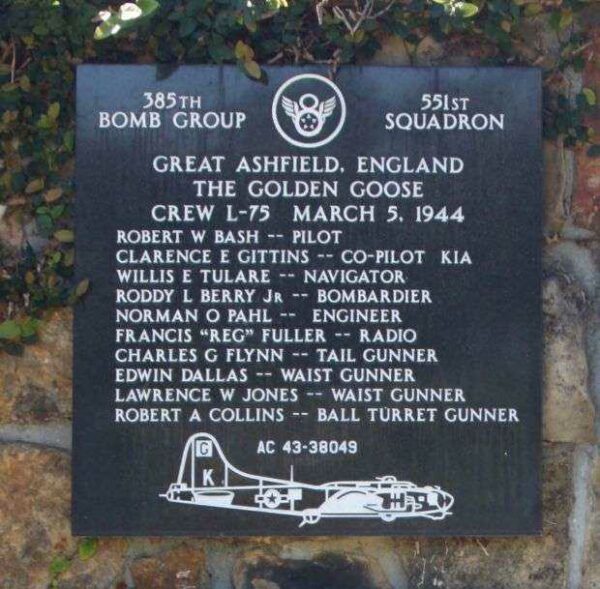 385TH BOMB GROUP
8
551ST SQUADRON
GREAT ASHFIELD, ENGLAND
THE GOLDEN GOOSE
CREW L-75 MARCH 5, 1944
ROBERT W BASH -- PILOT
CLARENCE E GITTINS -- CO-PILOT KIA
WILLIS E TULARE -- NAVIGATOR
RODDY L BERRY JR -- BOMBARDIER
NORMAN O PAHL -- ENGINEER
FRANCIS "REG" FULLER -- RADIO
CHARLES G FLYNN -- TAIL GUNNER
EDWIN DALLAS -- WAIST GUNNER
LAWRENCE W JONES -- WAIST GUNNER
ROBERT A COLLINS -- BALL TURRET GUNNER
AC 43-38049
G
K
H